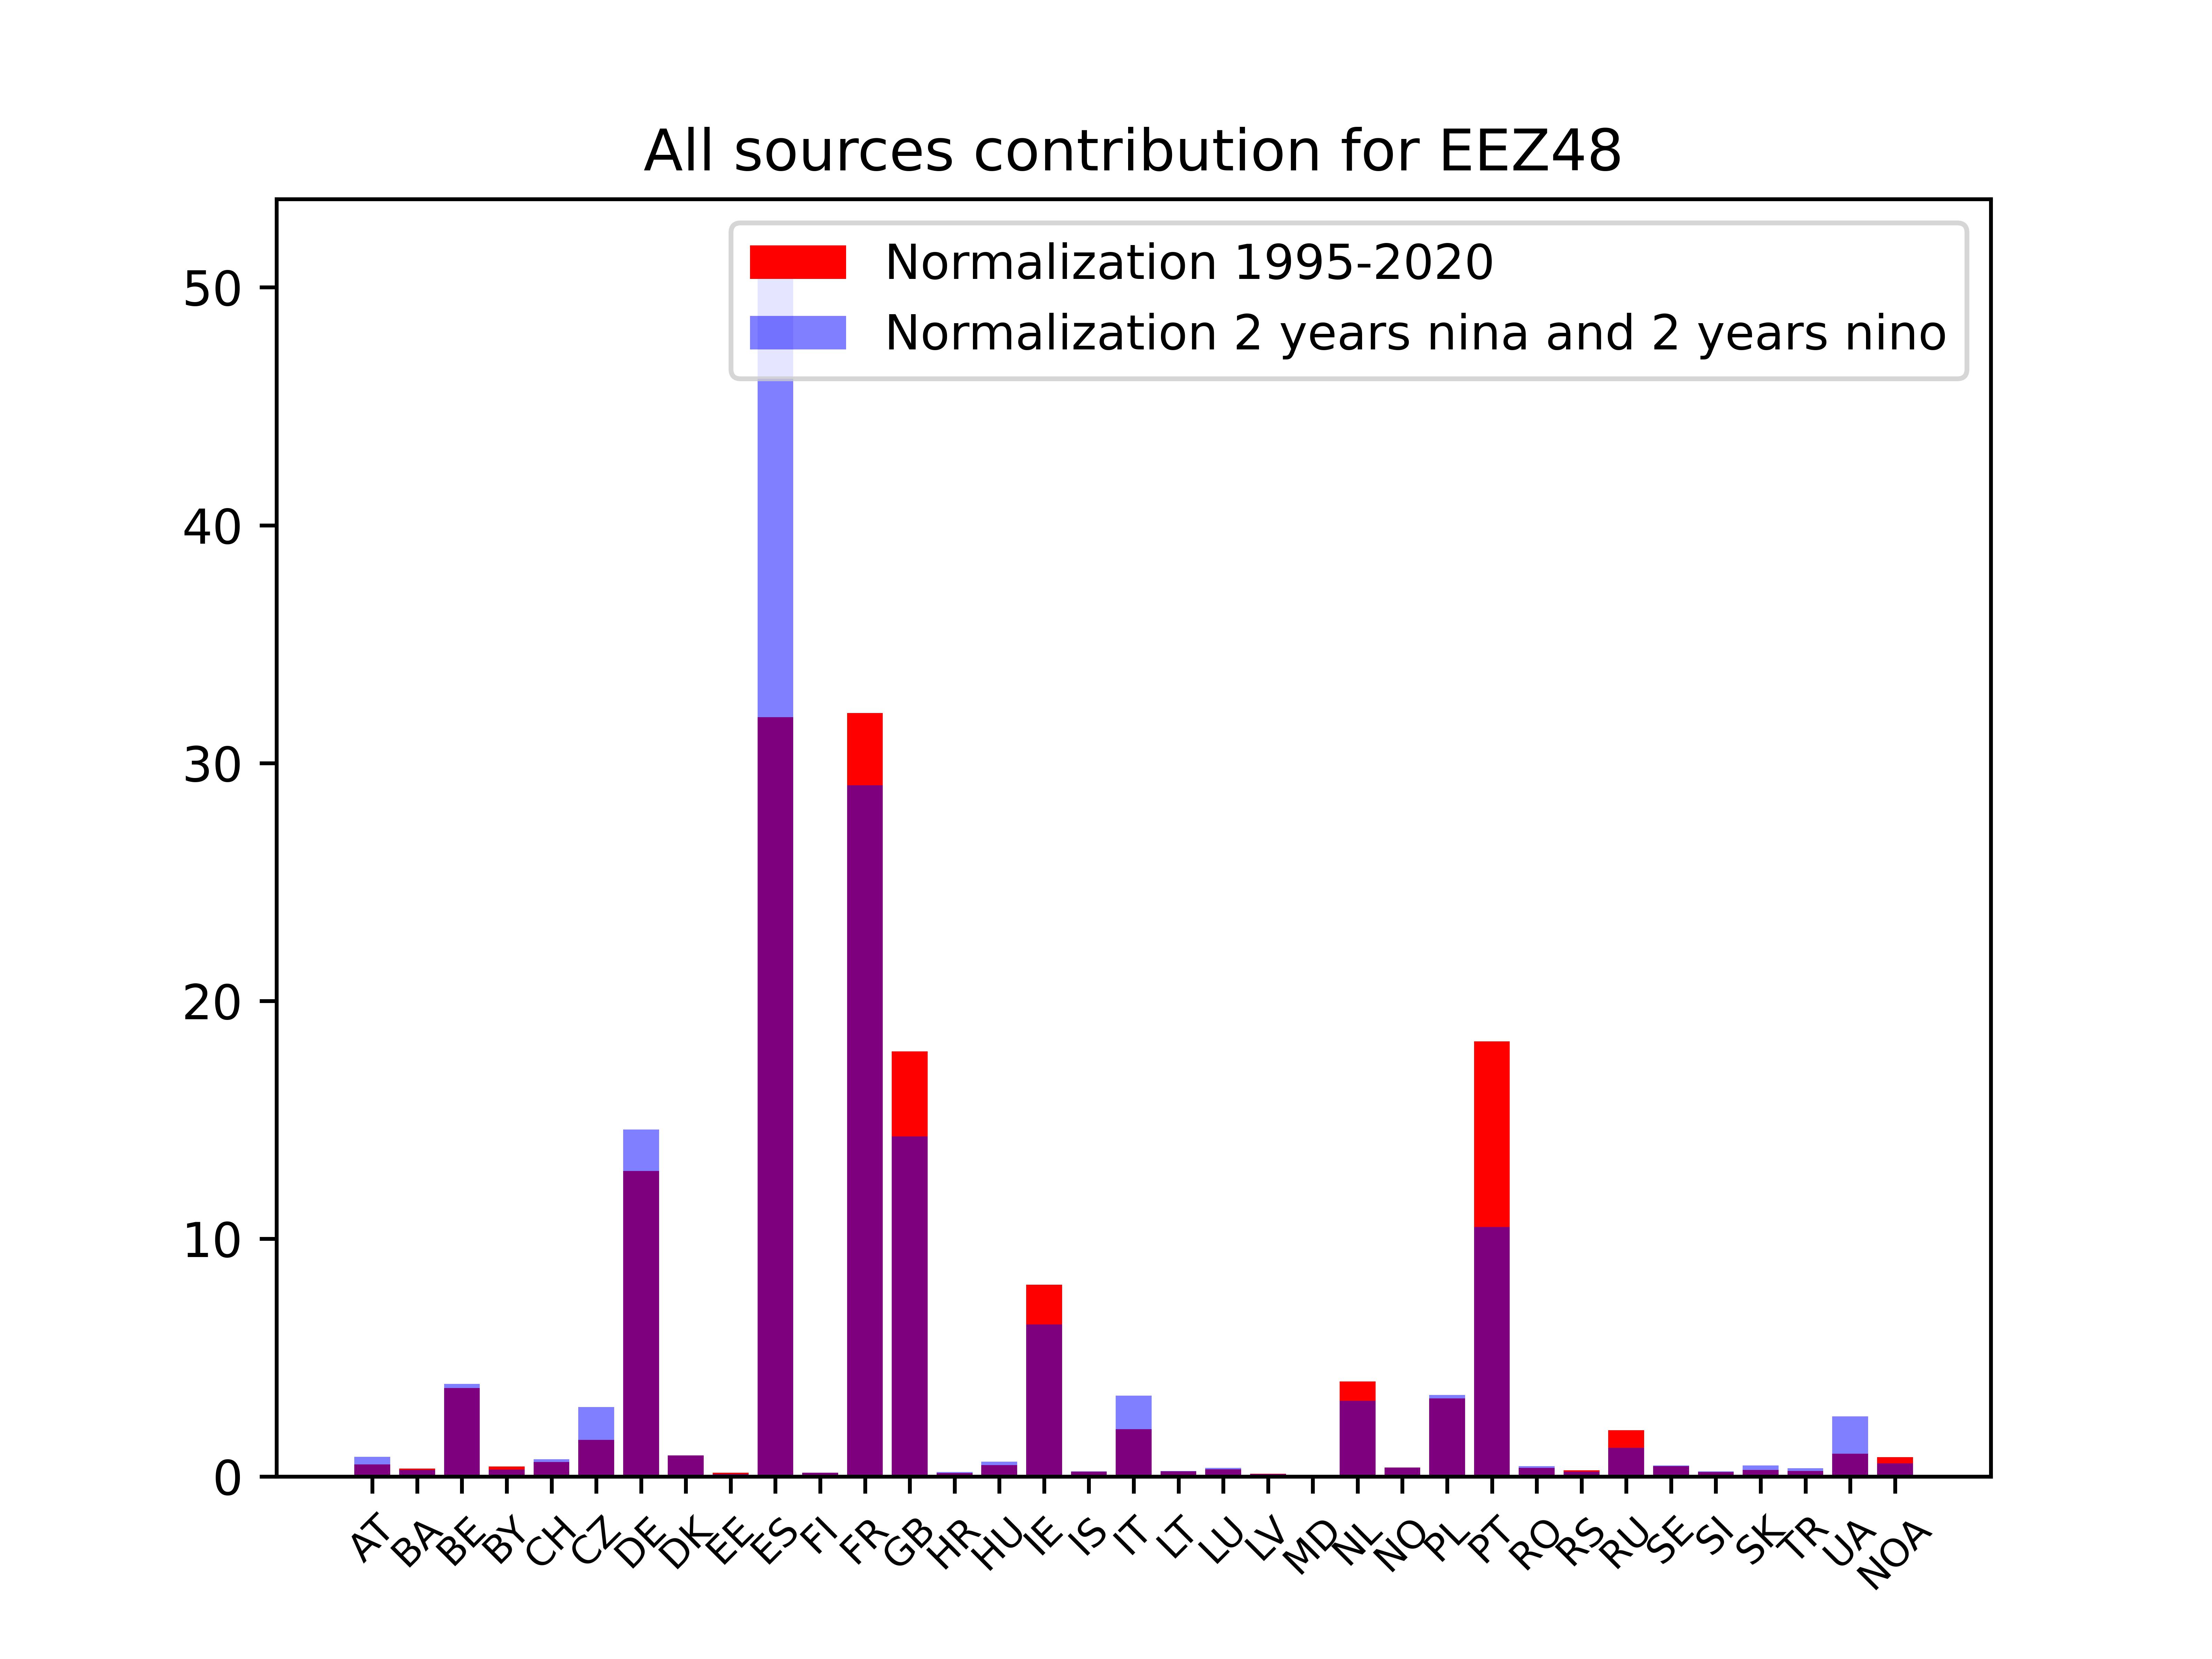 All sources contribution for EEZ48
Normalization 1995-2020
Normalization 2 years nina and 2 years nino
50
40
30
20
10
0
AT BA BE BY CH CZ DE DK EE ES FI FR GB HR HU IE IS IT LT LU LV MD NL NO PL PT RO RS RU SE SI SK TR UA NOA